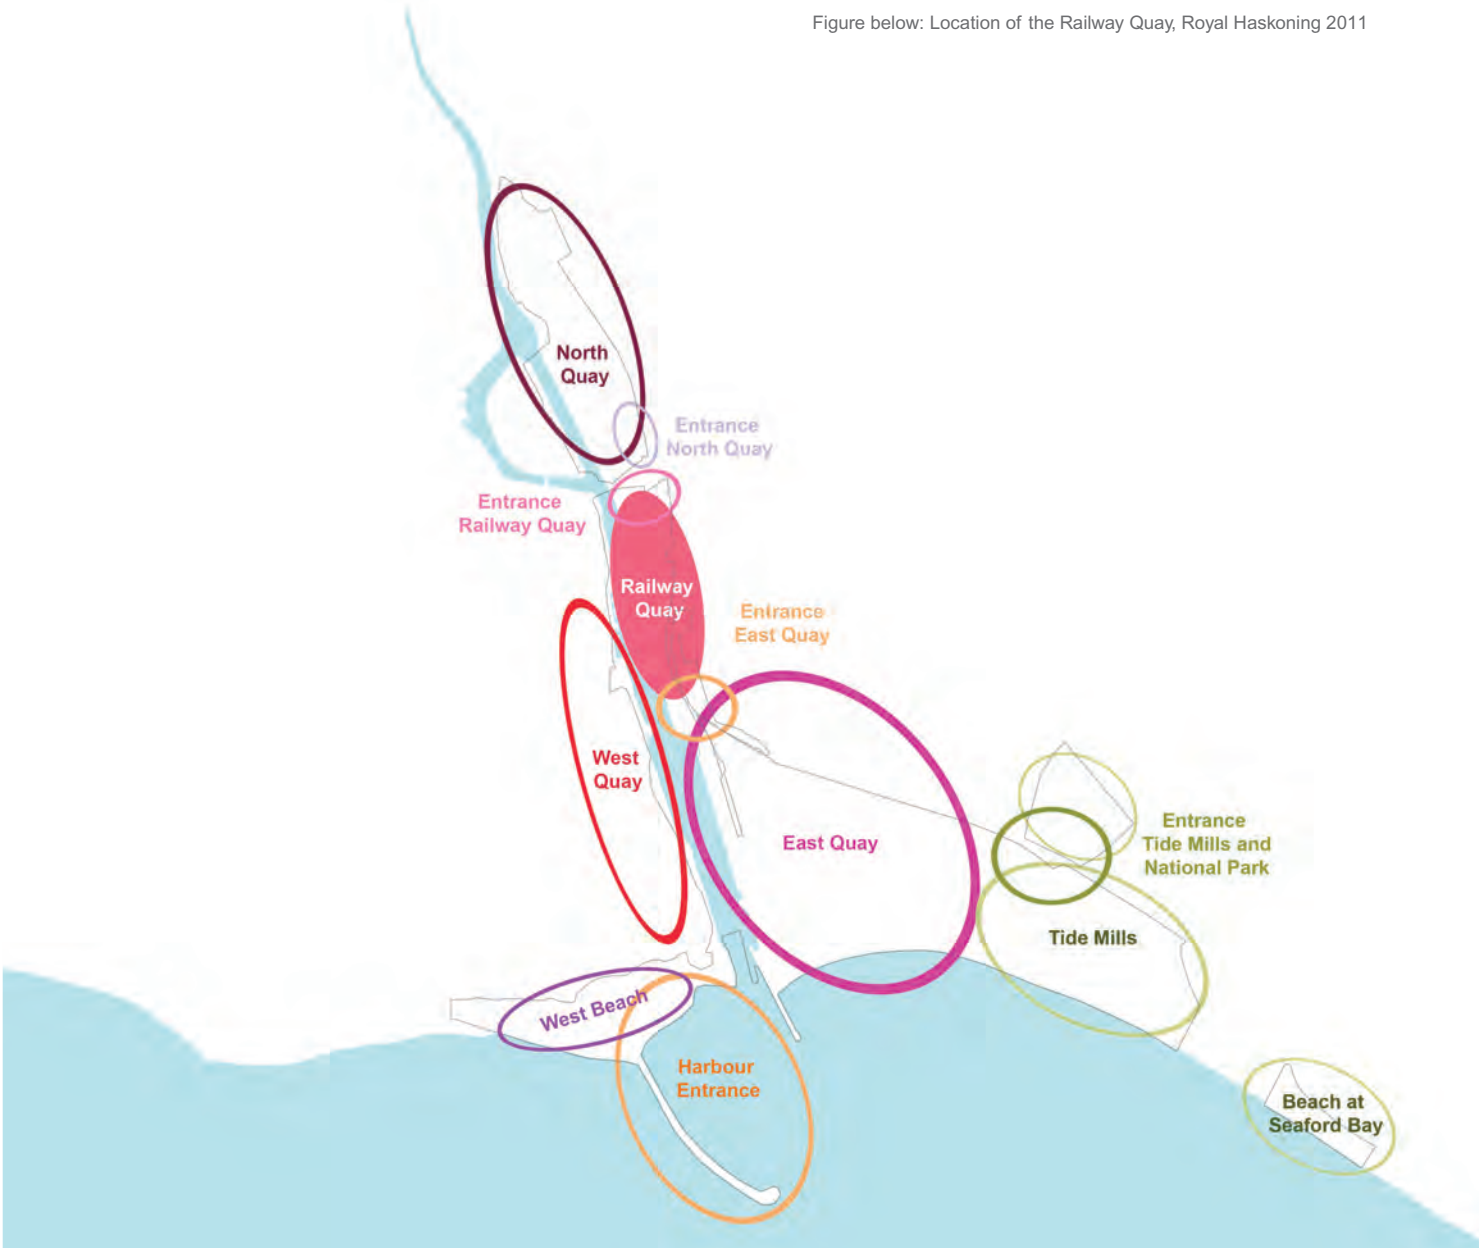 Figure below: Location of the Railway Quay, Royal Haskoning 2011
North
Quay
Entrance
North Quay
Entrance
Railway Quay
Railway
Quay
Entrance
East Quay
West
Quay
East Quay
Entrance
Tide Mills and
National Park
Tide Mills
West Beach
Harbour
Entrance
Beach at
Seaford Bay